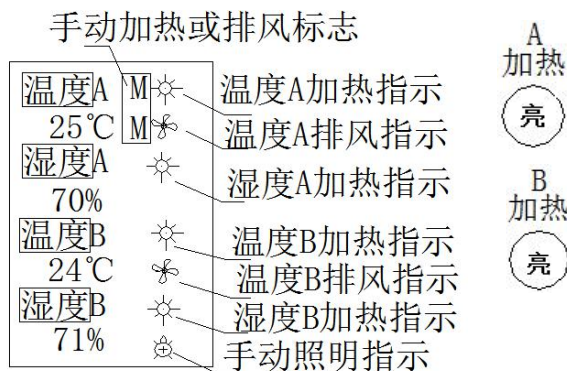 手动加热或排风标志
温度A M 温度A加热指示
25℃ M 温度A排风指示
湿度A 湿度A加热指示
70%
温度B 温度B加热指示
24℃ 温度B排风指示
湿度B 湿度B加热指示
71% 手动照明指示
A
加热
亮
B
加热
亮